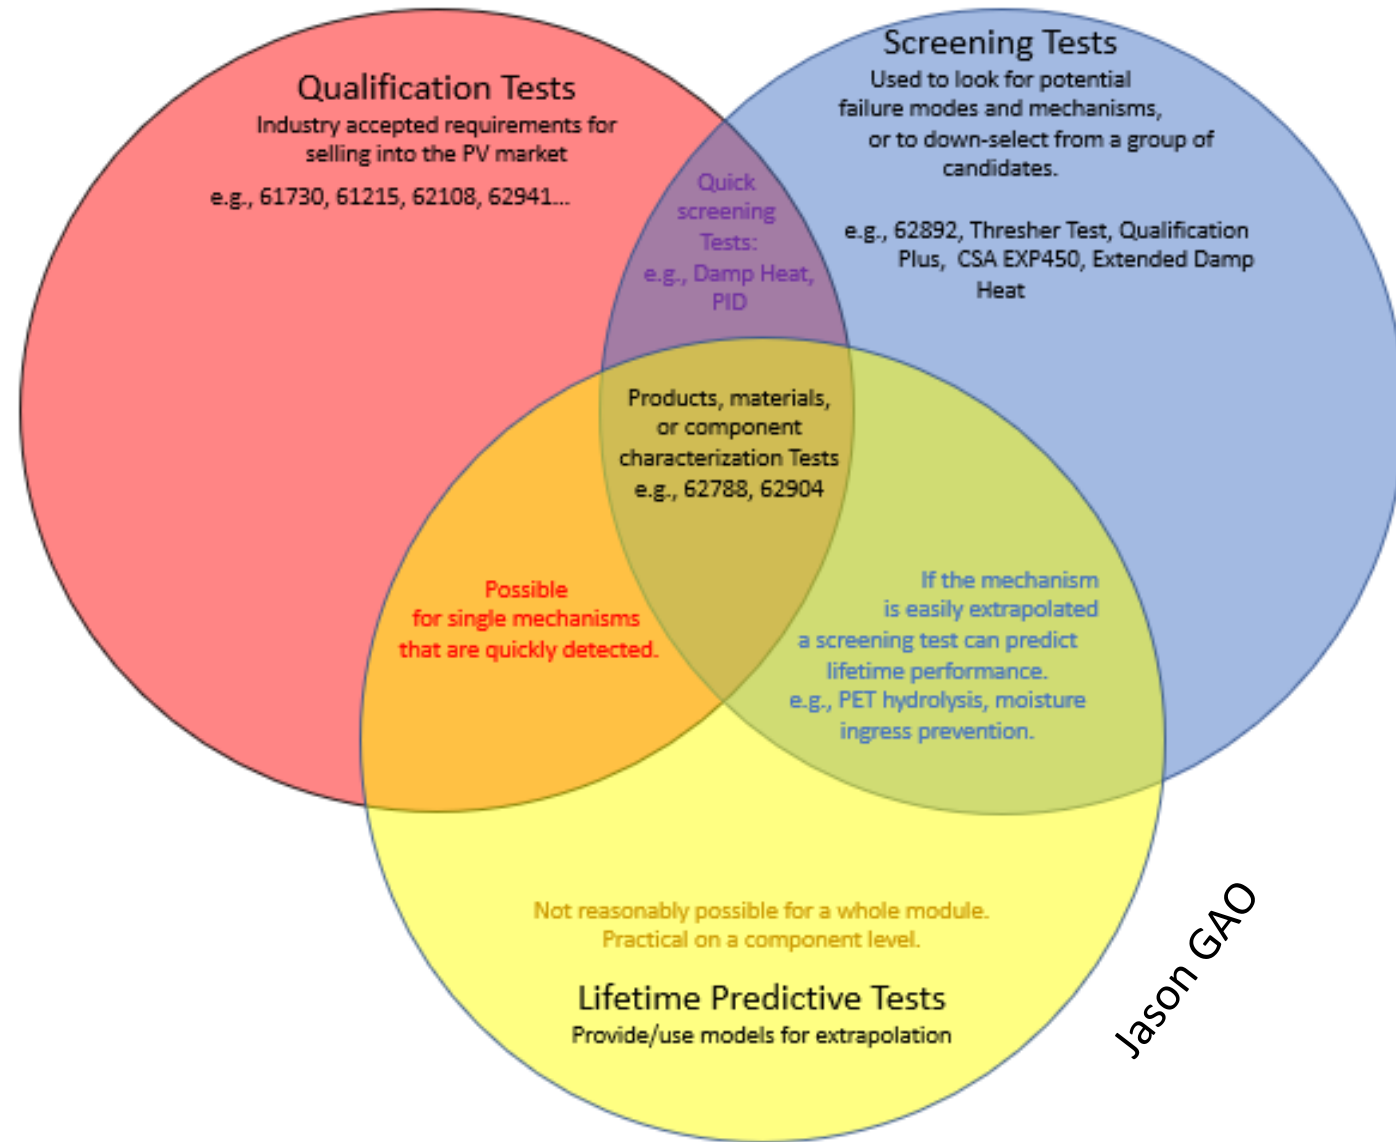 Qualification Tests
Industry accepted requirements for
selling into the PV market
e.g., 61730, 61215, 62108, 62941...
Screening Tests
Used to look for potential
failure modes and mechanisms,
or to down-select from a group of
candidates.
e.g., 62892, Thresher Test, Qualification
Plus, CSA EXP450, Extended Damp
Heat
Quick
screening
Tests:
e.g., Damp Heat,
PID
Products, materials,
or component
characterization Tests
e.g., 62788, 62904
Possible
for single mechanisms
that are quickly detected.
If the mechanism
is easily extrapolated
a screening test can predict
lifetime performance.
e.g., PET hydrolysis, moisture
ingress prevention.
Not reasonably possible for a whole module.
Practical on a component level.
Lifetime Predictive Tests
Provide/use models for extrapolation
Jason GAO